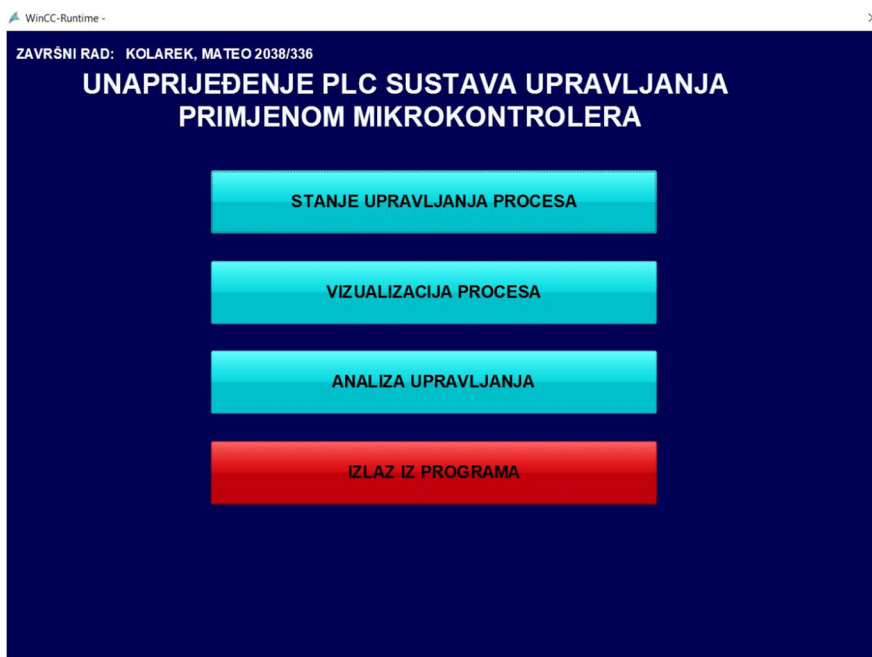 WinCC-Runtime -
ZAVRŠNI RAD: KOLAREK, MATEO 2038/336
UNAPRIJEĐENJE PLC SUSTAVA UPRAVLJANJA
PRIMJENOM MIKROKONTROLERA
STANJE UPRAVLJANJA PROCESA
VIZUALIZACIJA PROCESA
ANALIZA UPRAVLJANJA
IZLAZ IZ PROGRAMA